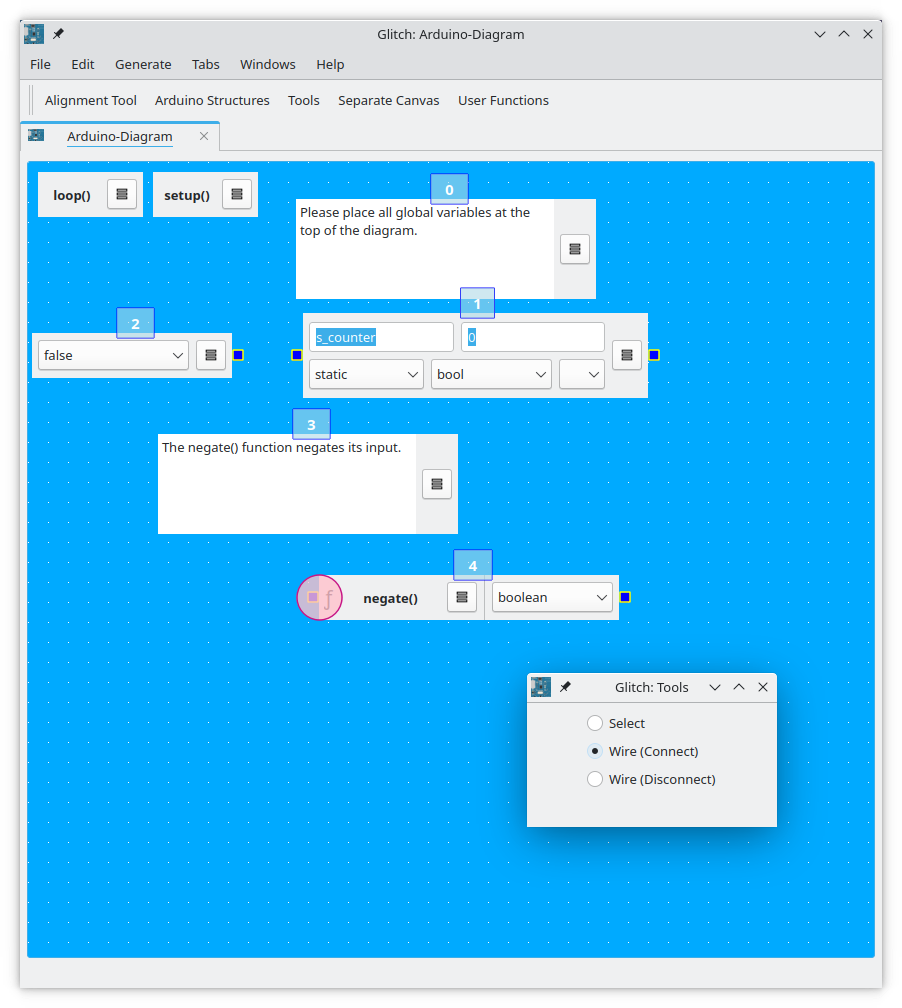 Glitch: Arduino-Diagram
File Edit Generate Tabs Windows Help
Alignment Tool Arduino Structures Tools Separate Canvas User Functions
Arduino-Diagram
loop() setup()
0
Please place all global variables at the
top of the diagram.
1
s_counter 0
static bool
2
false
3
The negate() function negates its input.
4
ƒ negate() boolean
Glitch: Tools
Select
Wire (Connect)
Wire (Disconnect)